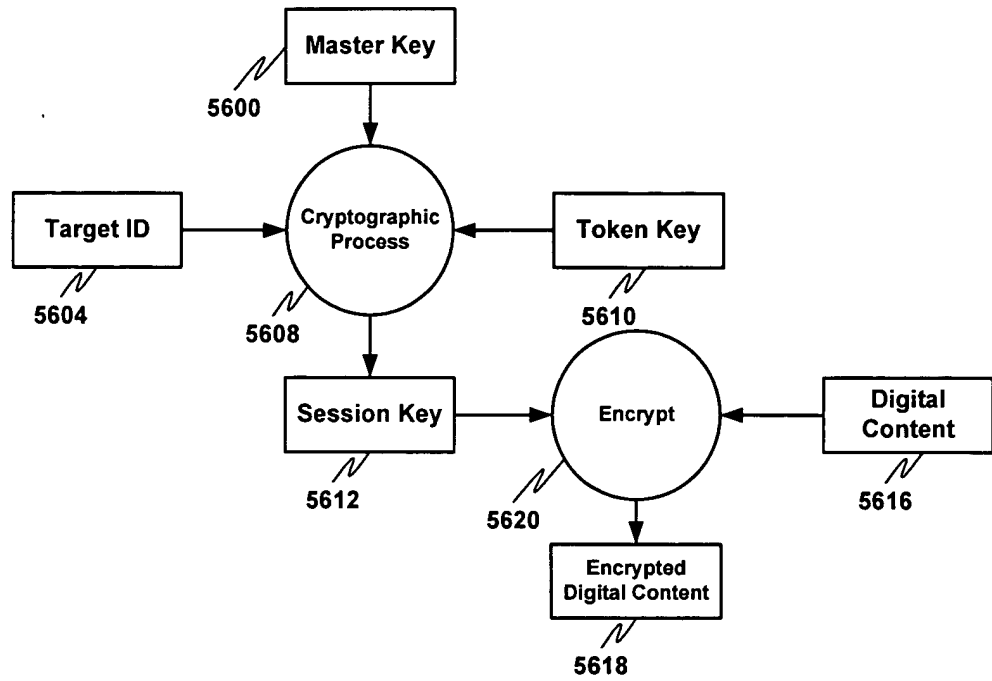 Master Key
5600
Target ID
5604
Cryptographic
Process
5608
Token Key
5610
Session Key
5612
Encrypt
5620
Digital
Content
5616
Encrypted
Digital Content
5618